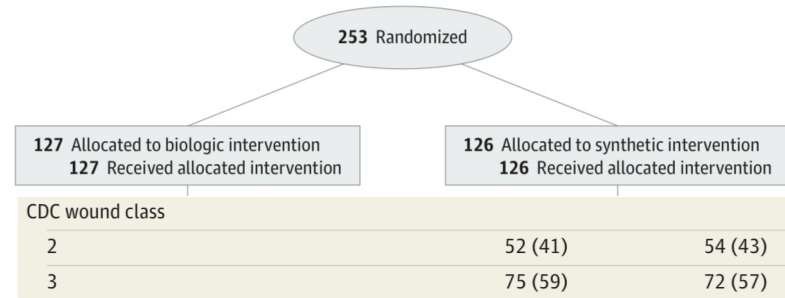 253 Randomized
127 Allocated to biologic intervention
127 Received allocated intervention
126 Allocated to synthetic intervention
126 Received allocated intervention
CDC wound class
2 52 (41) 54 (43)
3 75 (59) 72 (57)